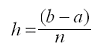 h = (b − a) / n